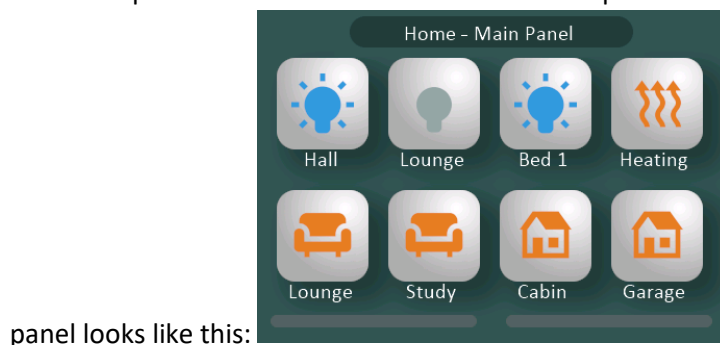 Home - Main Panel
Hall Lounge Bed 1 Heating
Lounge Study Cabin Garage
panel looks like this: